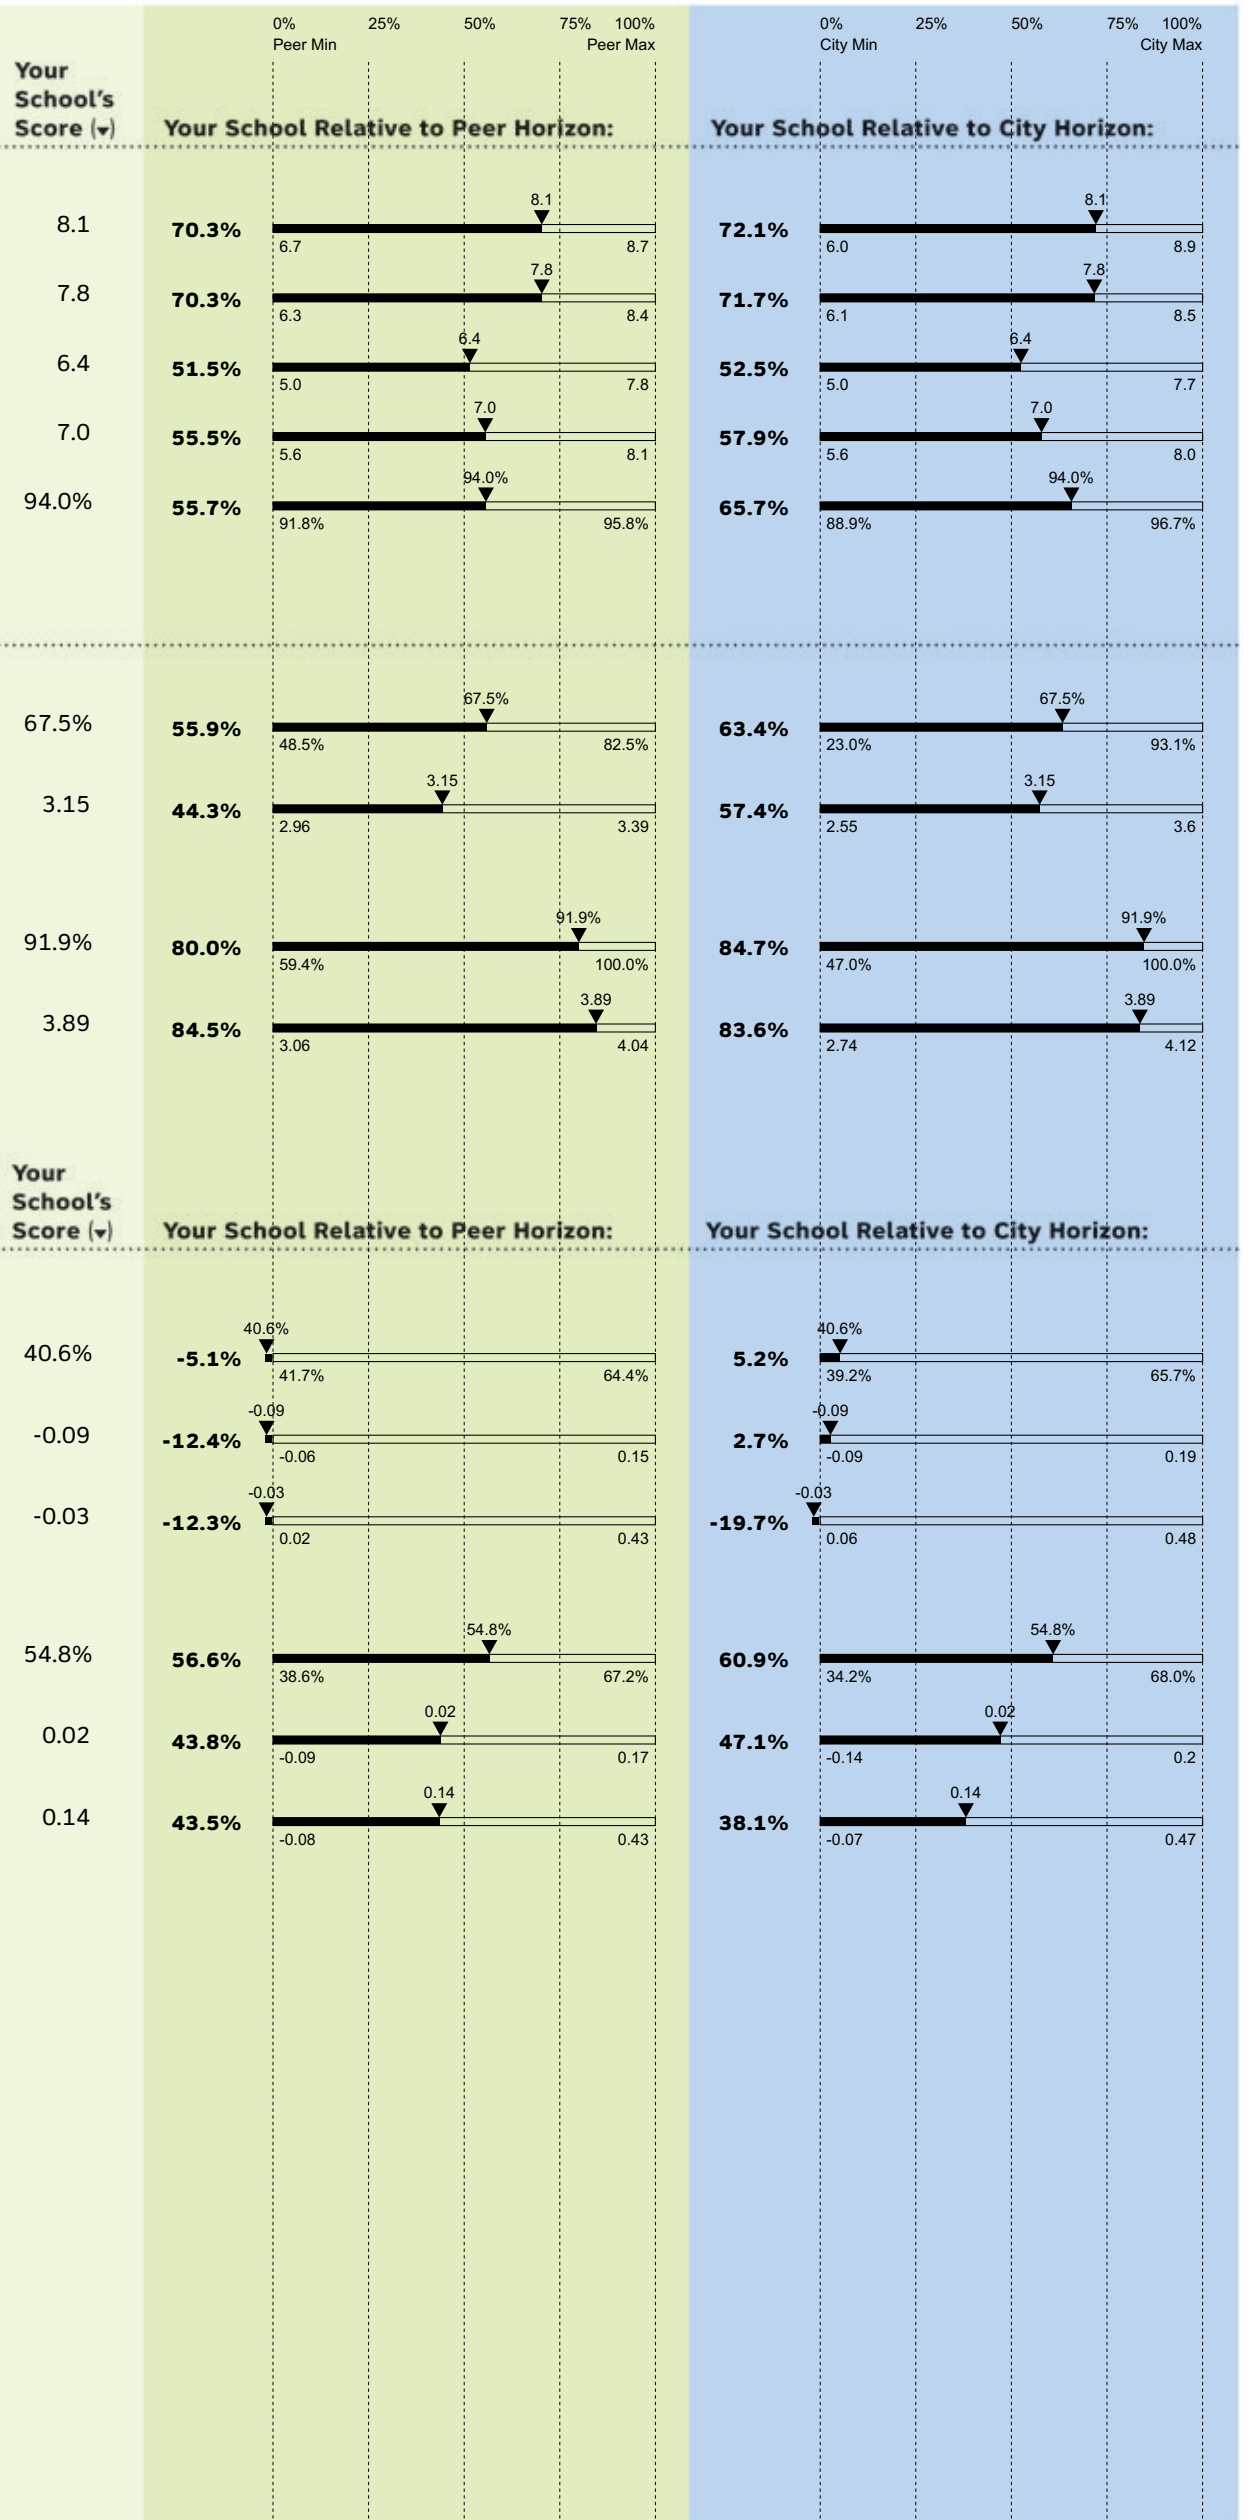 0% 25% 50% 75% 100% 0% 25% 50% 75% 100%
Peer Min Peer Max City Min City Max
Your
School's
Score (▼) Your School Relative to Peer Horizon: Your School Relative to City Horizon:
8.1 8.1
8.1 70.3% 72.1%
6.7 8.7 6.0 8.9
7.8 7.8
7.8 70.3% 71.7%
6.3 8.4 6.1 8.5
6.4 6.4
6.4 51.5% 52.5%
5.0 7.8 5.0 7.7
7.0 7.0
7.0 55.5% 57.9%
5.6 8.1 5.6 8.0
94.0% 94.0%
94.0% 55.7% 65.7%
91.8% 95.8% 88.9% 96.7%
67.5% 67.5%
67.5% 55.9% 63.4%
48.5% 82.5% 23.0% 93.1%
3.15 3.15
3.15 44.3% 57.4%
2.96 3.39 2.55 3.6
91.9% 91.9%
91.9% 80.0% 84.7%
59.4% 100.0% 47.0% 100.0%
3.89 3.89
3.89 84.5% 83.6%
3.06 4.04 2.74 4.12
Your
School's
Score (▼) Your School Relative to Peer Horizon: Your School Relative to City Horizon:
40.6% 40.6%
40.6% -5.1% 5.2%
41.7% 64.4% 39.2% 65.7%
-0.09 -0.09
-0.09 -12.4% 2.7%
-0.06 0.15 -0.09 0.19
-0.03 -0.03
-0.03 -12.3% -19.7%
0.02 0.43 0.06 0.48
54.8% 54.8%
54.8% 56.6% 60.9%
38.6% 67.2% 34.2% 68.0%
0.02 0.02
0.02 43.8% 47.1%
-0.09 0.17 -0.14 0.2
0.14 0.14
0.14 43.5% 38.1%
-0.08 0.43 -0.07 0.47